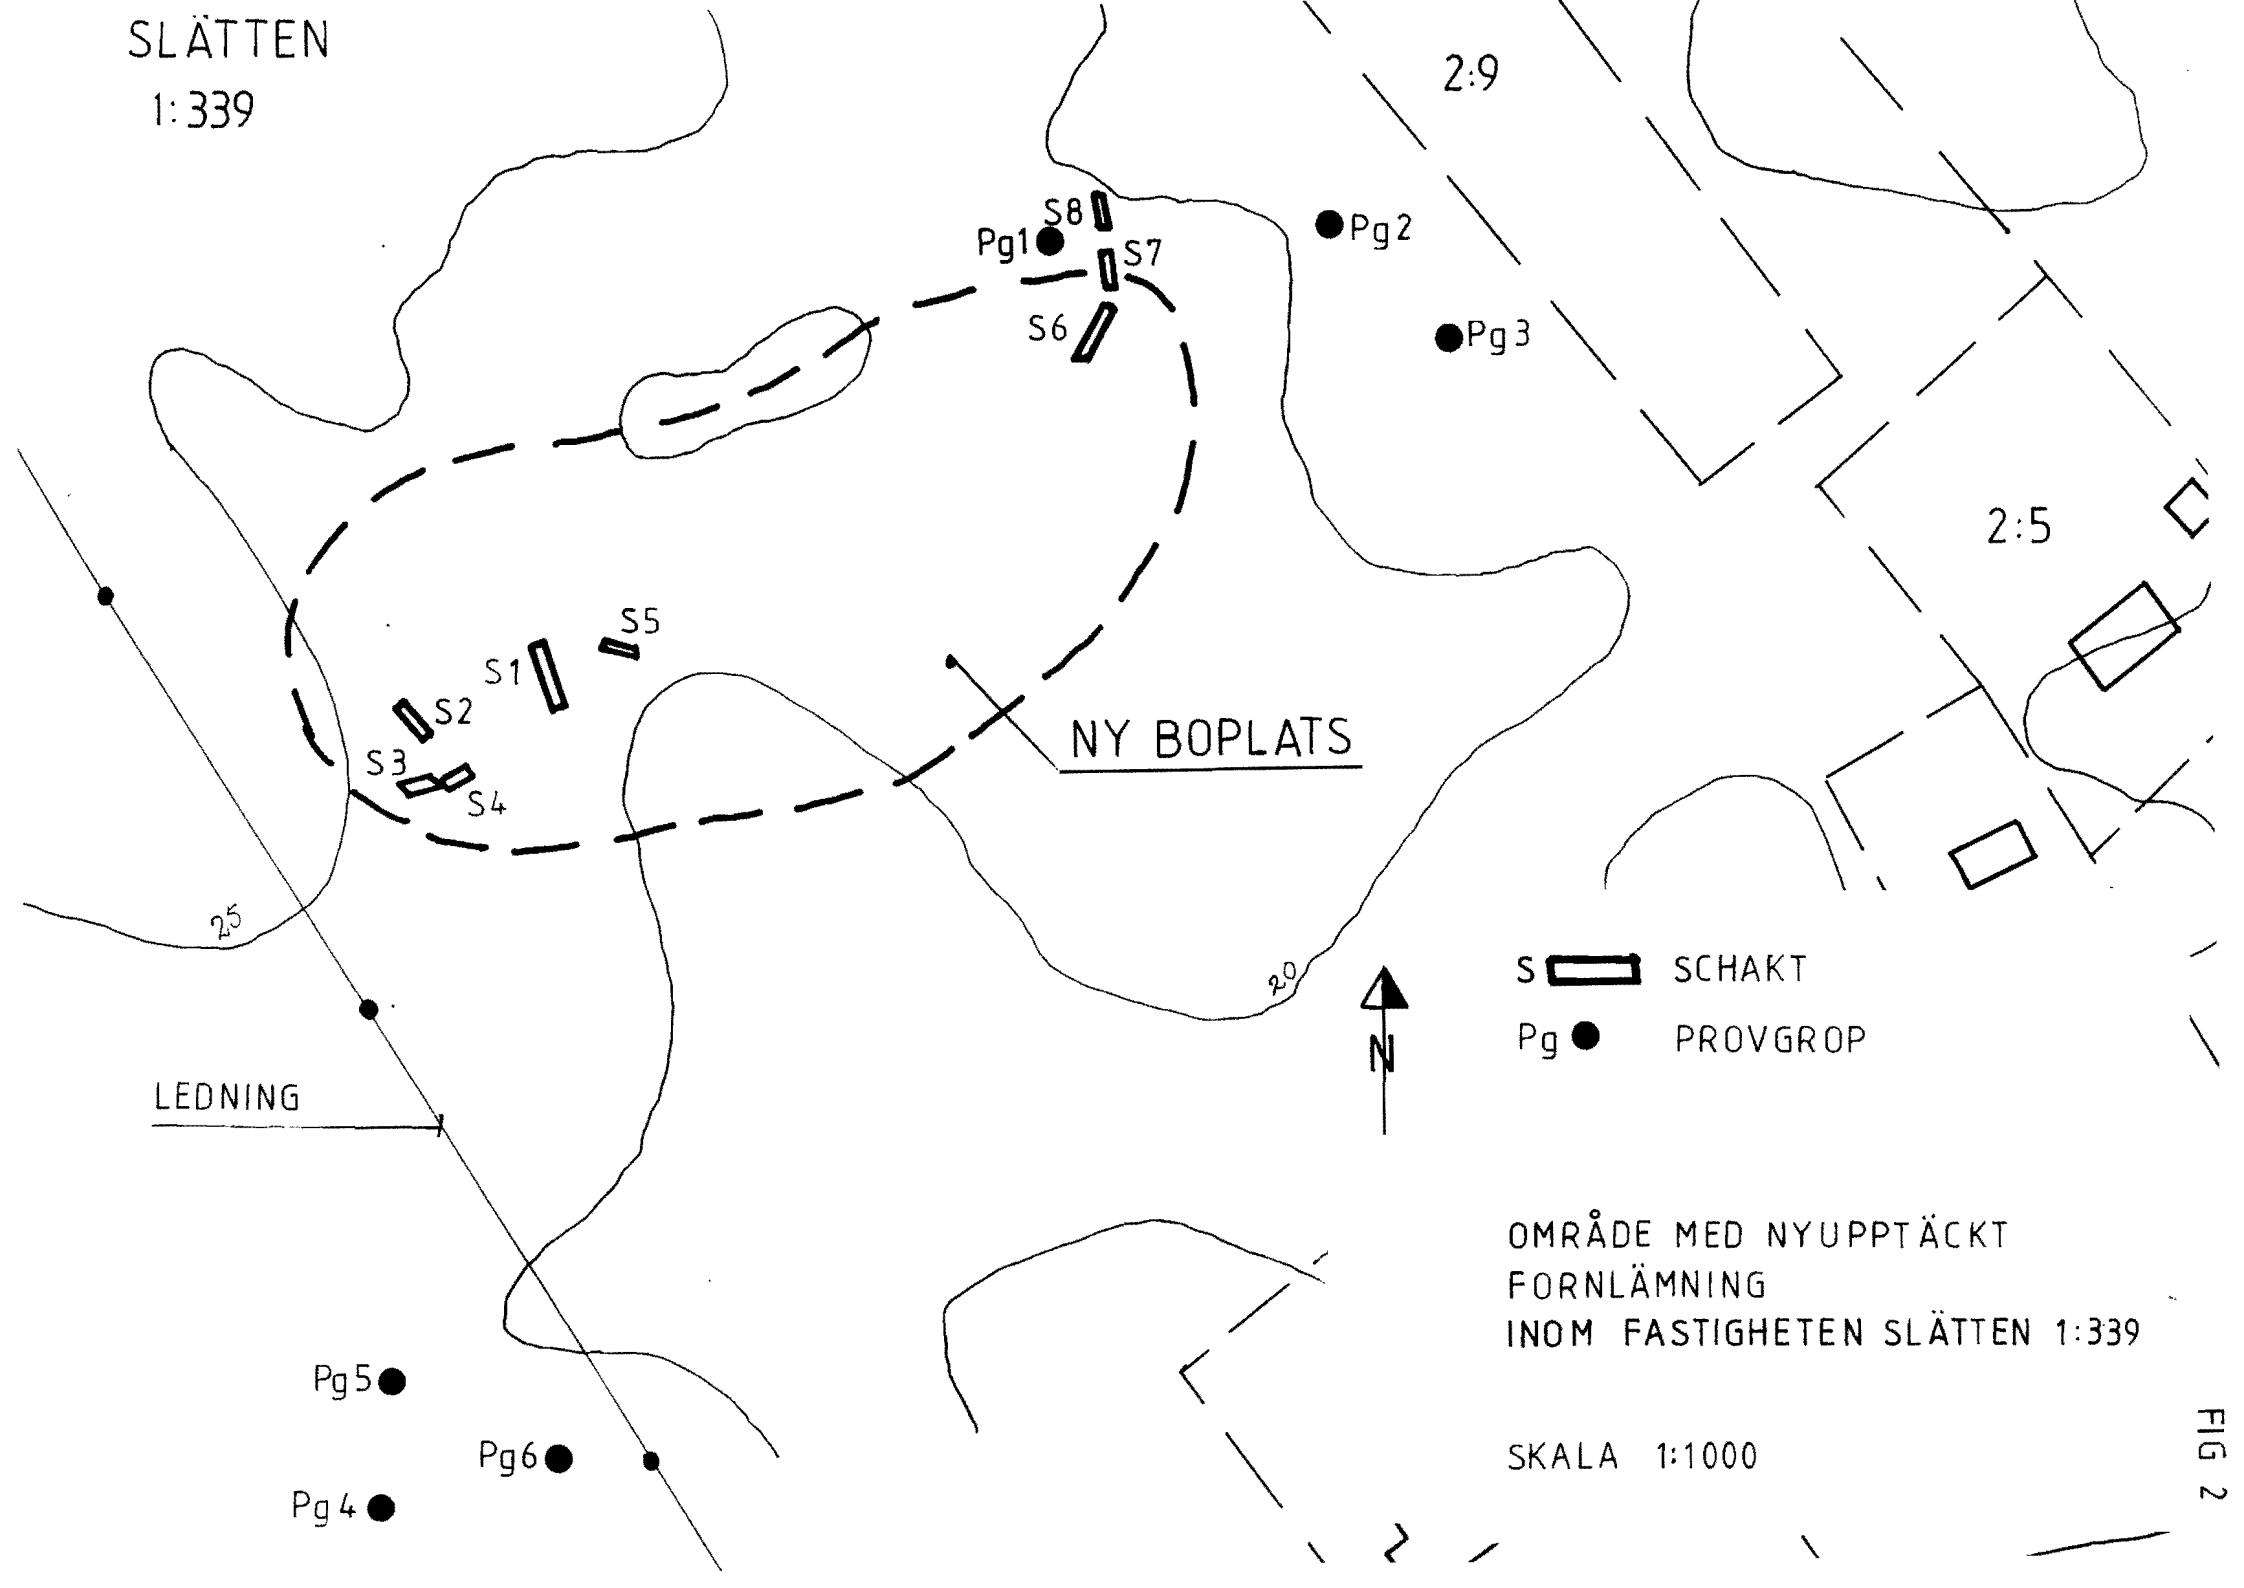 SLÄTTEN
1:339
2:9
S8
Pg1
S7
Pg2
S6
Pg3
2:5
S5
S1
S2
S3
S4
NY BOPLATS
25
20
S SCHAKT
N
Pg PROVGROP
LEDNING
OMRÅDE MED NYUPPTÄCKT
FORNLÄMNING
INOM FASTIGHETEN SLÄTTEN 1:339
Pg5
Pg6
SKALA 1:1000
Pg4
FIG 2